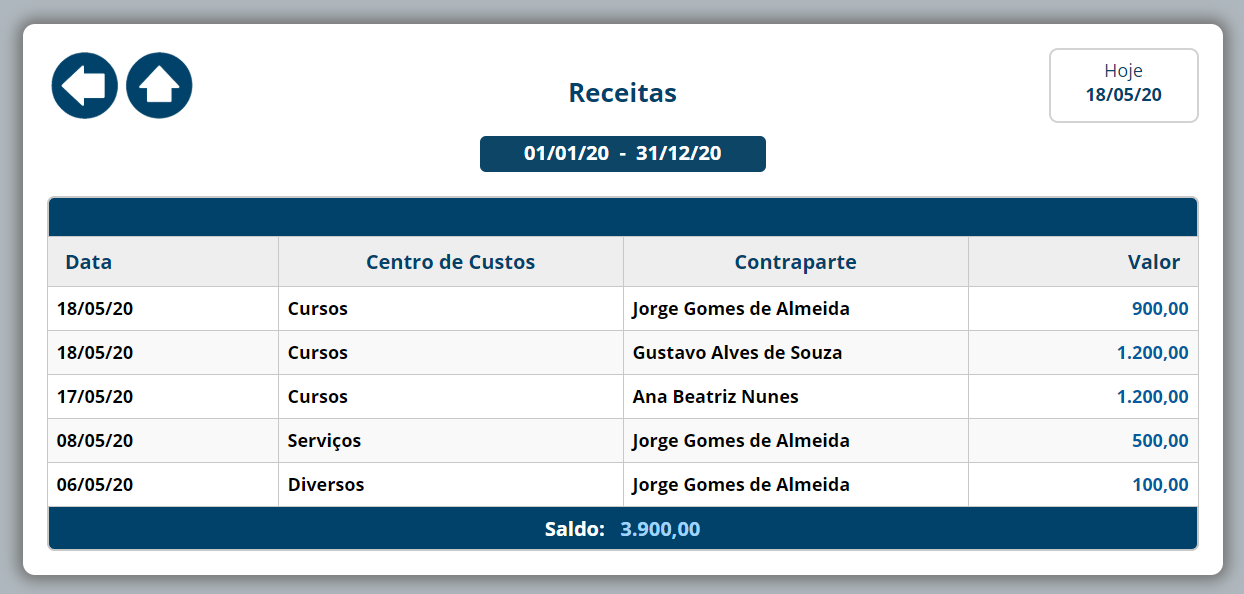 Receitas
Hoje
18/05/20
01/01/20 - 31/12/20
Data Centro de Custos Contraparte Valor
18/05/20 Cursos Jorge Gomes de Almeida 900,00
18/05/20 Cursos Gustavo Alves de Souza 1.200,00
17/05/20 Cursos Ana Beatriz Nunes 1.200,00
08/05/20 Serviços Jorge Gomes de Almeida 500,00
06/05/20 Diversos Jorge Gomes de Almeida 100,00
Saldo: 3.900,00